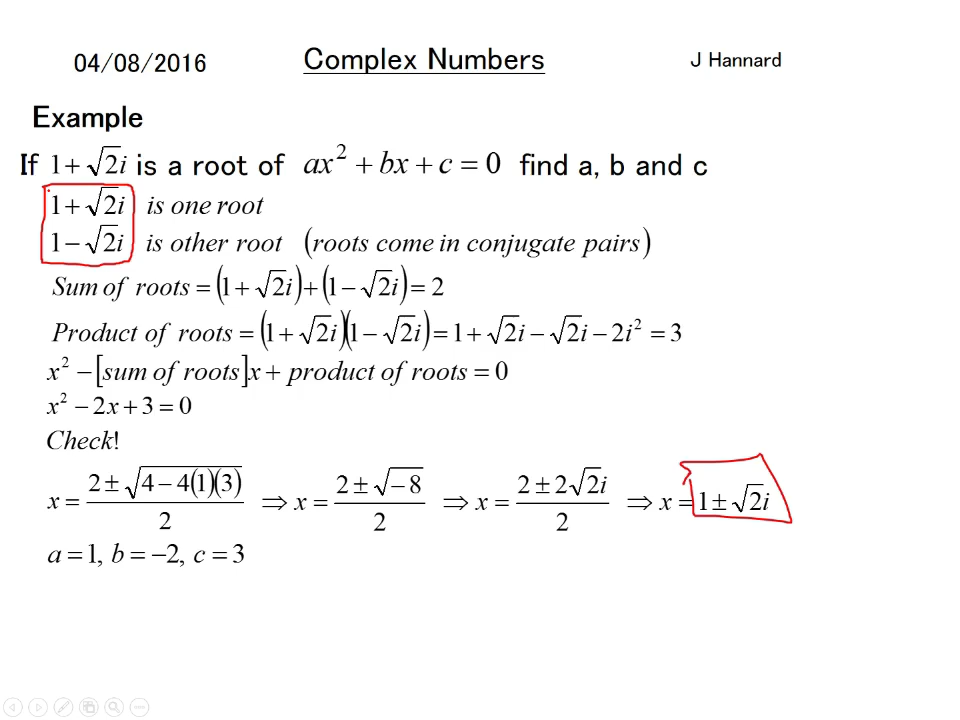 04/08/2016 Complex Numbers J Hannard
Example
If 1+√2i is a root of ax²+bx+c=0 find a, b and c
1+√2i is one root
1−√2i is other root (roots come in conjugate pairs)
Sum of roots = (1+√2i)+(1−√2i) = 2
Product of roots = (1+√2i)(1−√2i) = 1+√2i−√2i−2i² = 3
x² −[sum of roots]x + product of roots = 0
x² −2x+3=0
Check!
x = (2±√(4−4(1)(3)))/2 ⇒ x = (2±√−8)/2 ⇒ x = (2±2√2i)/2 ⇒ x = 1±√2i
a=1, b=−2, c=3